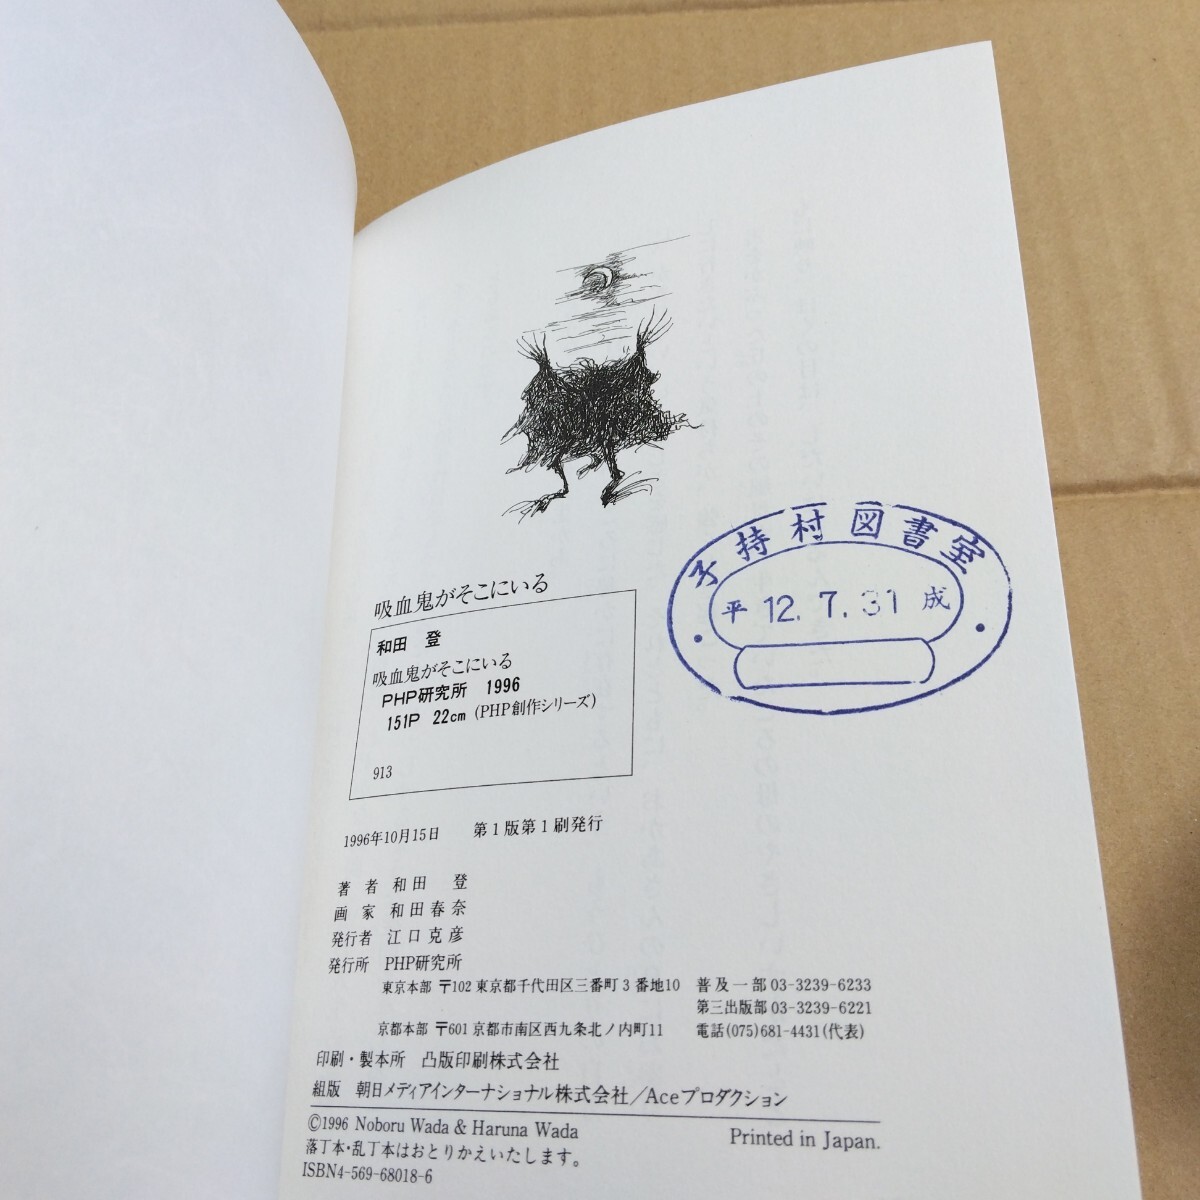 子持村図書室
平 12.7.31 成
吸血鬼がそこにいる
和田 登
吸血鬼がそこにいる
PHP研究所 1996
151P 22cm (PHP創作シリーズ)
913
1996年10月15日 第1版第1刷発行
著 者 和田 登
画 家 和田春奈
発行者 江口克彦
発行所 PHP研究所
東京本部 〒102 東京都千代田区三番町3番地10 普及一部 03-3239-6233
第三出版部 03-3239-6221
京都本部 〒601 京都市南区西九条北ノ内町11 電話(075)681-4431(代表)
印刷・製本所 凸版印刷株式会社
組版 朝日メディアインターナショナル株式会社/Aceプロダクション
©1996 Noboru Wada & Haruna Wada Printed in Japan.
落丁本・乱丁本はおとりかえいたします。
ISBN4-569-68018-6